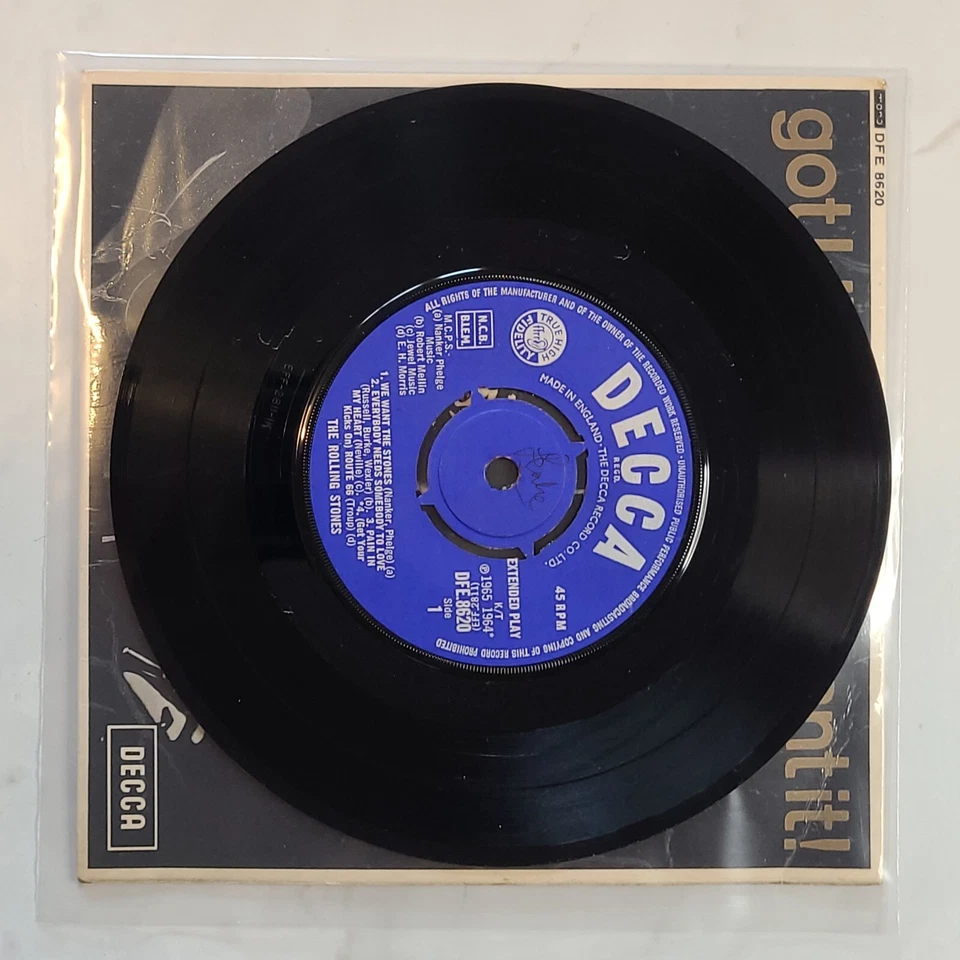 mono DFE 8620
got l
nt it!
DECCA
ALL RIGHTS OF THE MANUFACTURER AND OF THE OWNER OF THE RECORDED WORK RESERVED · UNAUTHORISED PUBLIC PERFORMANCE BROADCASTING AND COPYING OF THIS RECORD PROHIBITED
DECCA
REGD.
MADE IN ENGLAND · THE DECCA RECORD CO. LTD.
TRUE HIGH FIDELITY
45 RPM
N.C.B.
B.I.E.M.
M.C.P.S.-
(a) Nanker Phelge
Music
(b) Robert Mellin
(c) Jewel Music
(d) E. H. Morris
EXTENDED PLAY
K/T
℗ 1965 1964*
DFE.8620
Side
1
1. WE WANT THE STONES (Nanker, Phelge) (a)
2. EVERYBODY NEEDS SOMEBODY TO LOVE
(Russell, Burke, Wexler) (b). 3. PAIN IN
MY HEART (Neville) (c). *4. (Get Your
Kicks On) ROUTE 66 (Troup) (d)
THE ROLLING STONES